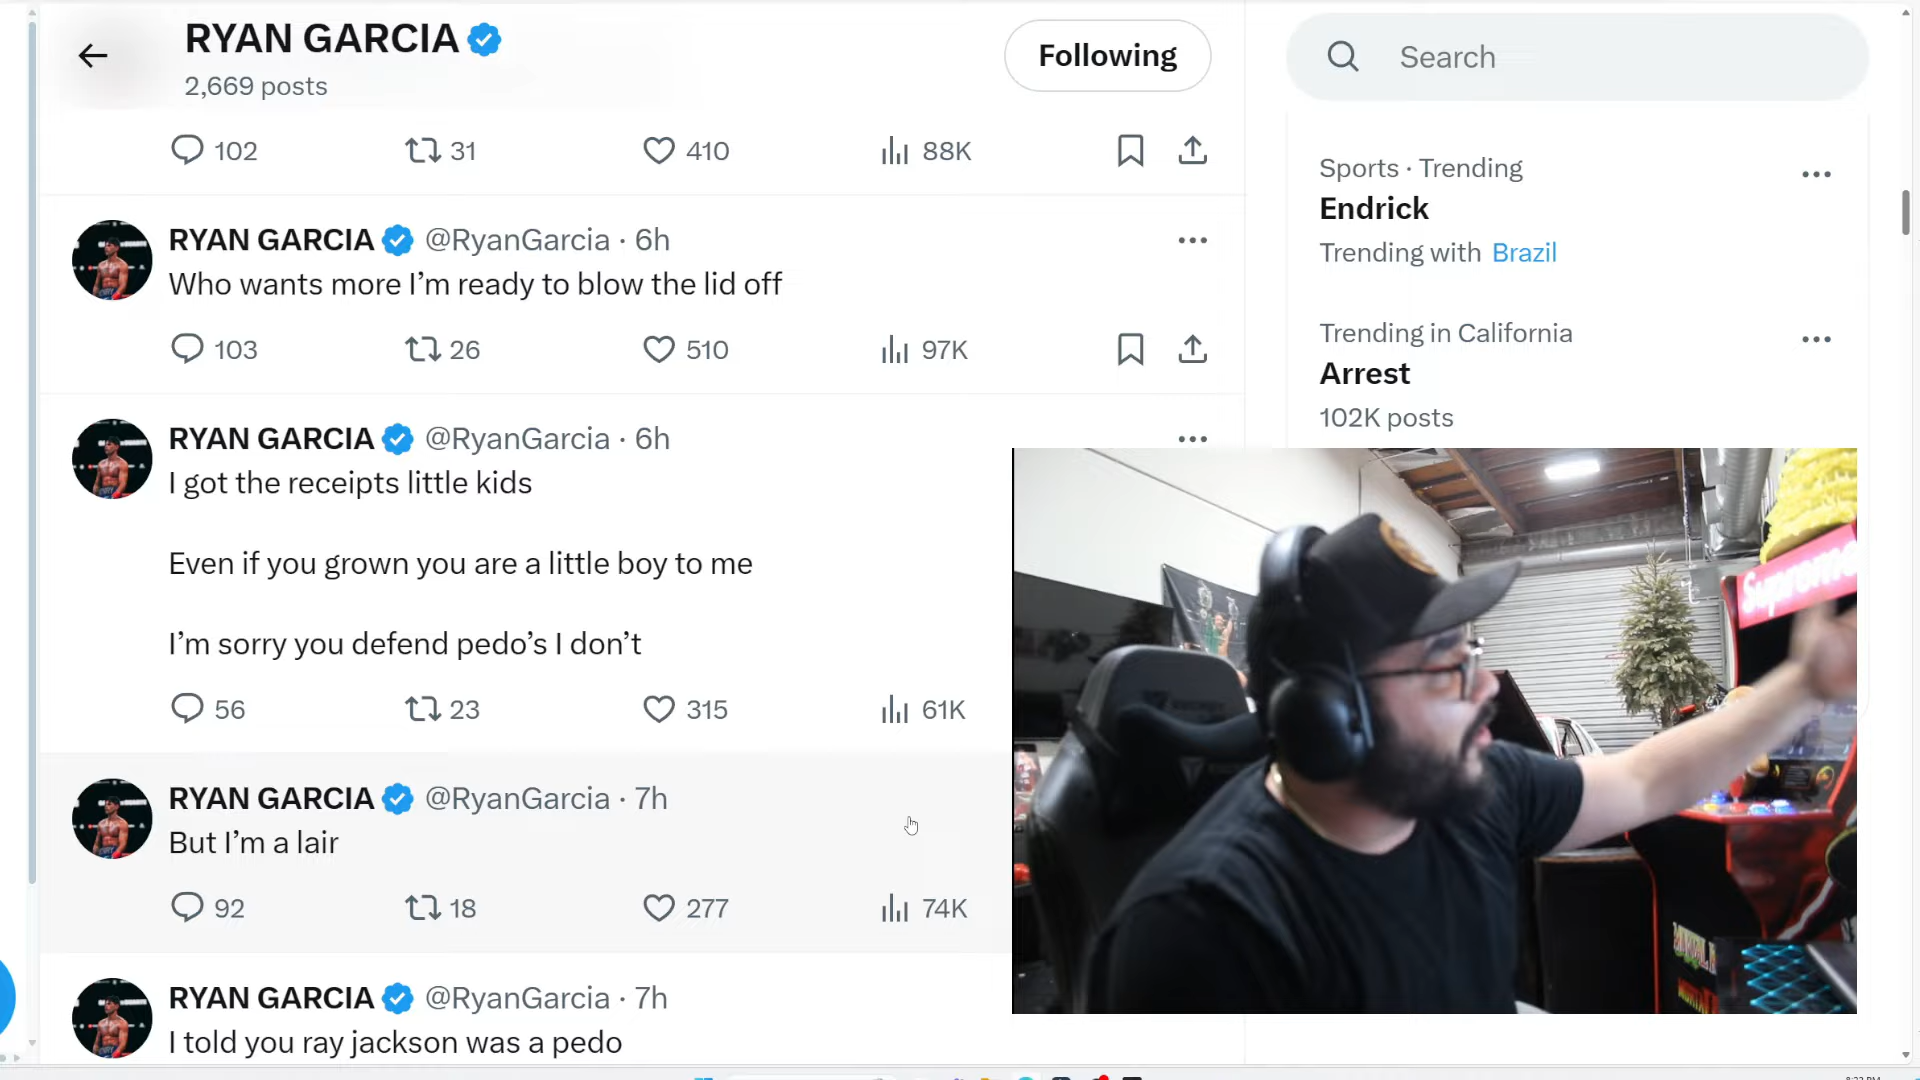 RYAN GARCIA
2,669 posts
Following
Search
102 31 410 88K
RYAN GARCIA @RyanGarcia · 6h
Who wants more I’m ready to blow the lid off
103 26 510 97K
RYAN GARCIA @RyanGarcia · 6h
I got the receipts little kids
Even if you grown you are a little boy to me
I’m sorry you defend pedo’s I don’t
56 23 315 61K
RYAN GARCIA @RyanGarcia · 7h
But I’m a lair
92 18 277 74K
RYAN GARCIA @RyanGarcia · 7h
I told you ray jackson was a pedo
Sports · Trending
Endrick
Trending with Brazil
Trending in California
Arrest
102K posts
Supreme